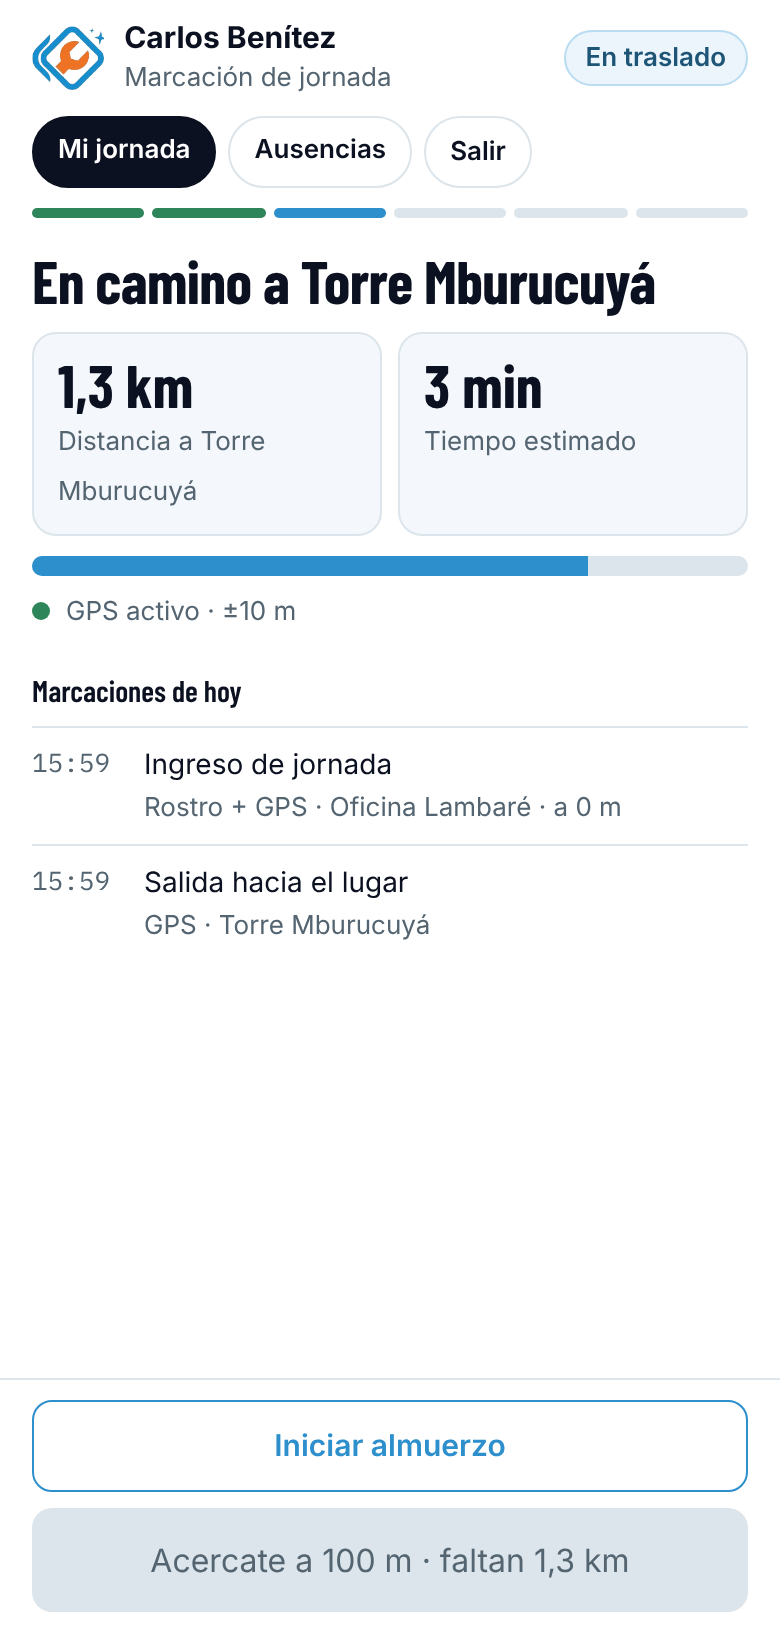 Carlos Benítez
Marcación de jornada
En traslado
Mi jornada
Ausencias
Salir
En camino a Torre Mburucuyá
1,3 km
Distancia a Torre
Mburucuyá
3 min
Tiempo estimado
GPS activo · ±10 m
Marcaciones de hoy
15:59
Ingreso de jornada
Rostro + GPS · Oficina Lambaré · a 0 m
15:59
Salida hacia el lugar
GPS · Torre Mburucuyá
Iniciar almuerzo
Acercate a 100 m · faltan 1,3 km